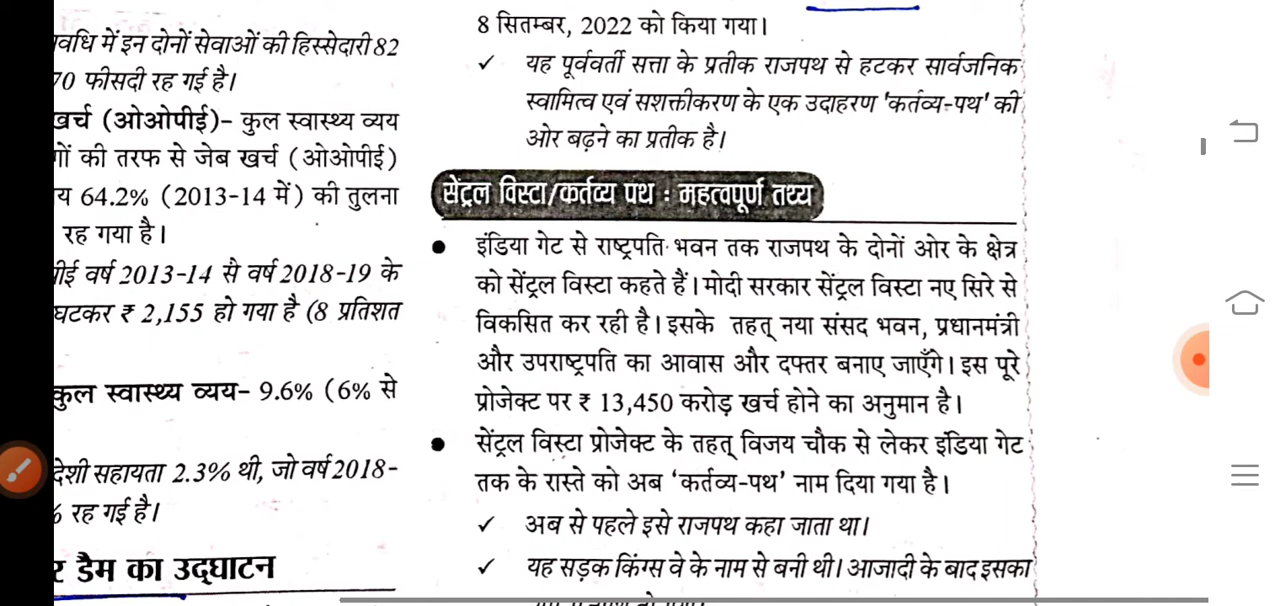 वधि में इन दोनों सेवाओं की हिस्सेदारी 82
70 फीसदी रह गई है।
खर्च (ओओपीई)– कुल स्वास्थ्य व्यय
गों की तरफ से जेब खर्च (ओओपीई)
य 64.2% (2013-14 में) की तुलना
रह गया है।
ीई वर्ष 2013-14 से वर्ष 2018-19 के
घटकर ₹ 2,155 हो गया है (8 प्रतिशत
कुल स्वास्थ्य व्यय– 9.6% (6% से
देशी सहायता 2.3% थी, जो वर्ष 2018-
% रह गई है।
र डैम का उद्घाटन
8 सितम्बर, 2022 को किया गया।
✓ यह पूर्ववर्ती सत्ता के प्रतीक राजपथ से हटकर सार्वजनिक
स्वामित्व एवं सशक्तीकरण के एक उदाहरण 'कर्तव्य-पथ' की
ओर बढ़ने का प्रतीक है।
सेंट्रल विस्टा/कर्तव्य पथ : महत्वपूर्ण तथ्य
● इंडिया गेट से राष्ट्रपति भवन तक राजपथ के दोनों ओर के क्षेत्र
को सेंट्रल विस्टा कहते हैं। मोदी सरकार सेंट्रल विस्टा नए सिरे से
विकसित कर रही है। इसके तहत् नया संसद भवन, प्रधानमंत्री
और उपराष्ट्रपति का आवास और दफ्तर बनाए जाएँगे। इस पूरे
प्रोजेक्ट पर ₹ 13,450 करोड़ खर्च होने का अनुमान है।
● सेंट्रल विस्टा प्रोजेक्ट के तहत् विजय चौक से लेकर इंडिया गेट
तक के रास्ते को अब ‘कर्तव्य-पथ’ नाम दिया गया है।
✓ अब से पहले इसे राजपथ कहा जाता था।
✓ यह सड़क किंग्स वे के नाम से बनी थी। आजादी के बाद इसका